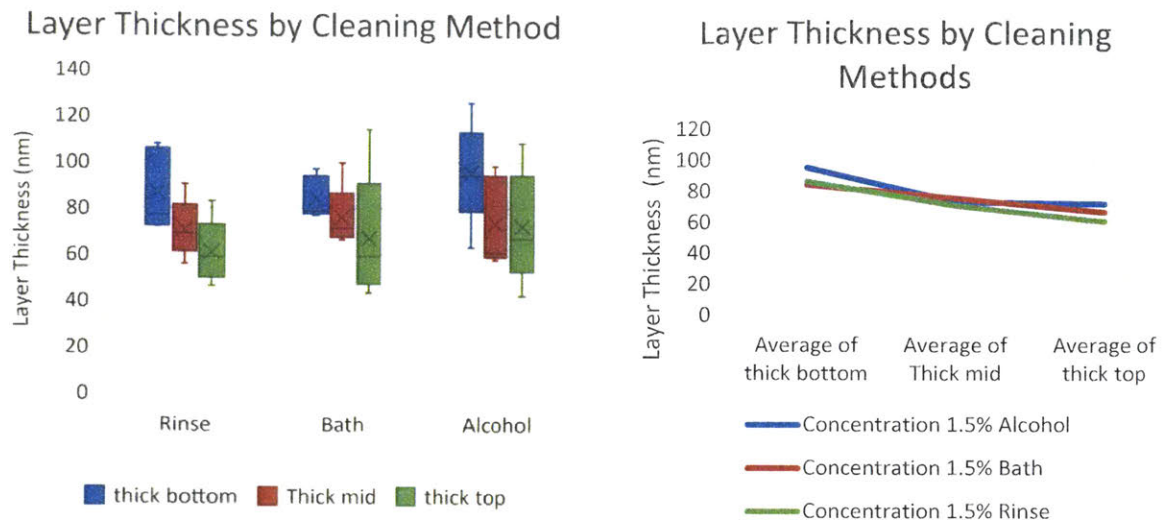 Layer Thickness by Cleaning Method
Layer Thickness (nm)
140
120
100
80
60
40
20
0
Rinse
Bath
Alcohol
thick bottom
Thick mid
thick top
Layer Thickness by Cleaning
Methods
Layer Thickness (nm)
120
100
80
60
40
20
0
Average of
thick bottom
Average of
Thick mid
Average of
thick top
Concentration 1.5% Alcohol
Concentration 1.5% Bath
Concentration 1.5% Rinse